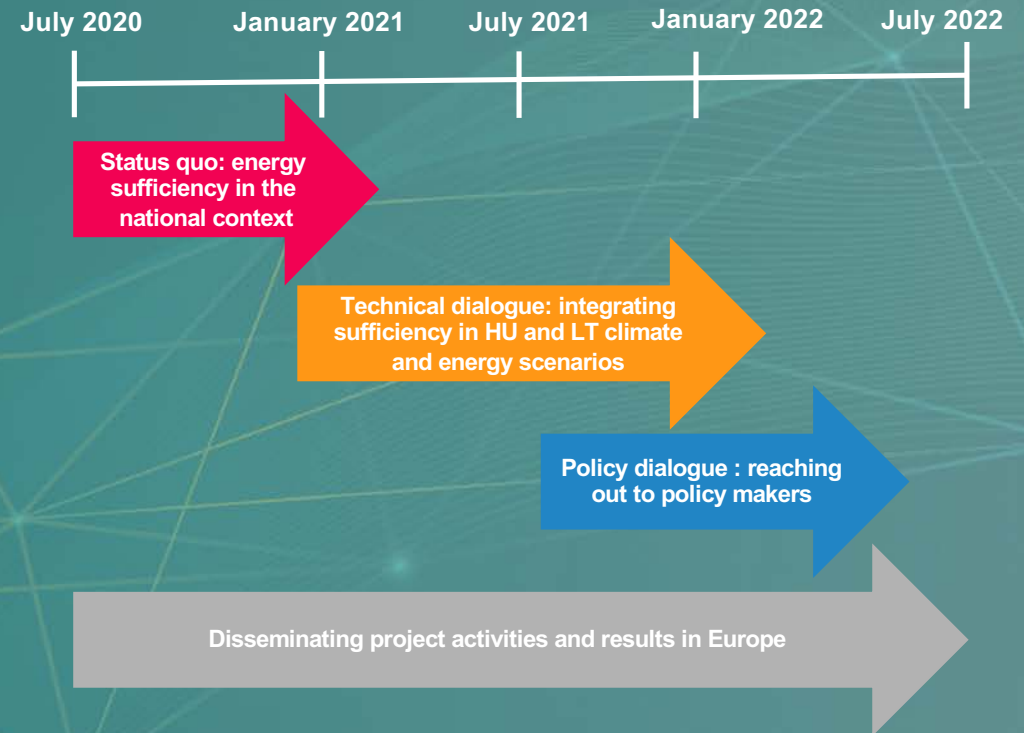 July 2020
January 2021
July 2021
January 2022
July 2022
Status quo: energy
sufficiency in the
national context
Technical dialogue: integrating
sufficiency in HU and LT climate
and energy scenarios
Policy dialogue : reaching
out to policy makers
Disseminating project activities and results in Europe